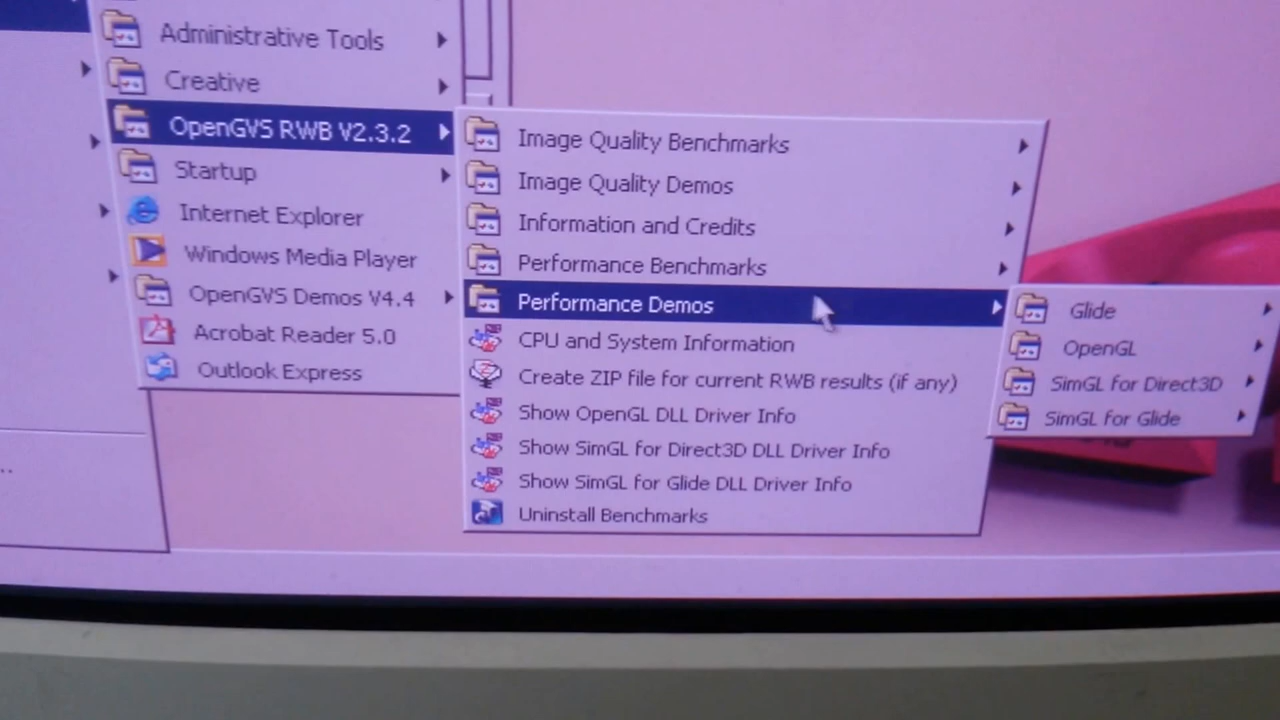 Administrative Tools
Creative
OpenGVS RWB V2.3.2
Startup
Internet Explorer
Windows Media Player
OpenGVS Demos V4.4
Acrobat Reader 5.0
Outlook Express
Image Quality Benchmarks
Image Quality Demos
Information and Credits
Performance Benchmarks
Performance Demos
CPU and System Information
Create ZIP file for current RWB results (if any)
Show OpenGL DLL Driver Info
Show SimGL for Direct3D DLL Driver Info
Show SimGL for Glide DLL Driver Info
Uninstall Benchmarks
Glide
OpenGL
SimGL for Direct3D
SimGL for Glide
..